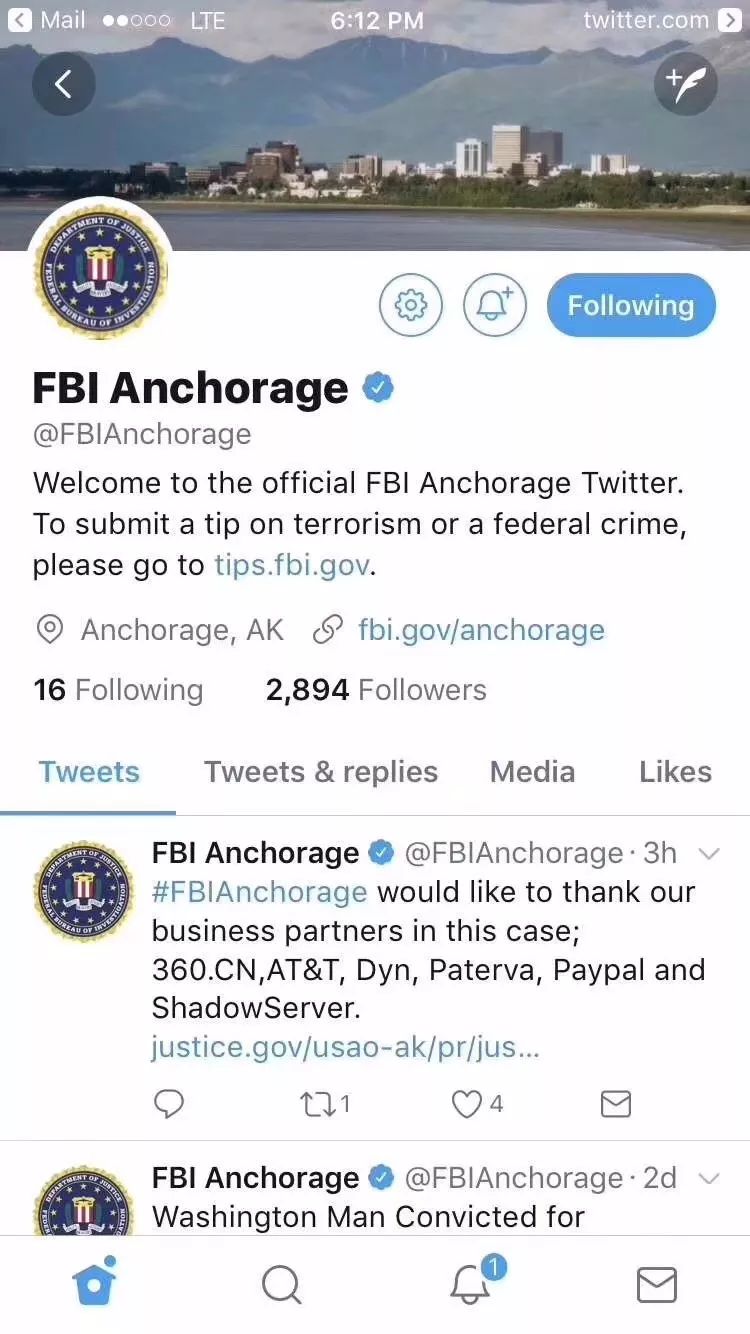 Mail LTE 6:12 PM twitter.com
DEPARTMENT OF JUSTICE
FEDERAL BUREAU OF INVESTIGATION
Following
FBI Anchorage
@FBIAnchorage
Welcome to the official FBI Anchorage Twitter.
To submit a tip on terrorism or a federal crime,
please go to tips.fbi.gov.
Anchorage, AK fbi.gov/anchorage
16 Following 2,894 Followers
Tweets Tweets & replies Media Likes
FBI Anchorage @FBIAnchorage · 3h
#FBIAnchorage would like to thank our
business partners in this case;
360.CN,AT&T, Dyn, Paterva, Paypal and
ShadowServer.
justice.gov/usao-ak/pr/jus...
1 4
FBI Anchorage @FBIAnchorage · 2d
Washington Man Convicted for
1